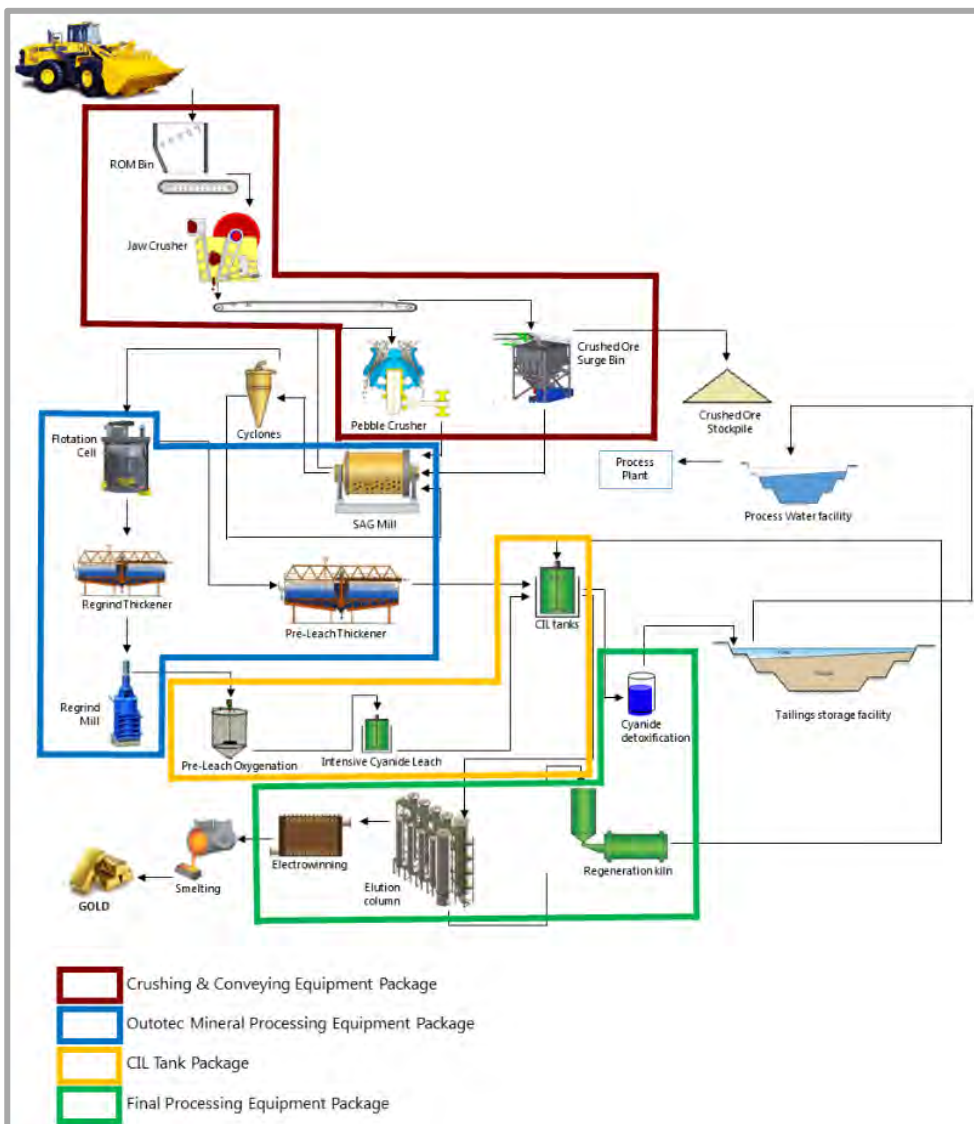 ROM Bin
Jaw Crusher
Crushed Ore
Surge Bin
Pebble Crusher
Cyclones
Crushed Ore
Stockpile
Flotation
Cell
Process
Plant
Process Water facility
SAG Mill
Regrind Thickener
Pre-Leach Thickener
CIL tanks
Regrind
Mill
Pre-Leach Oxygenation
Intensive Cyanide Leach
Cyanide
detoxification
Tailings storage facility
Electrowinning
Elution
column
Regeneration kiln
Smelting
GOLD
Crushing & Conveying Equipment Package
Outotec Mineral Processing Equipment Package
CIL Tank Package
Final Processing Equipment Package